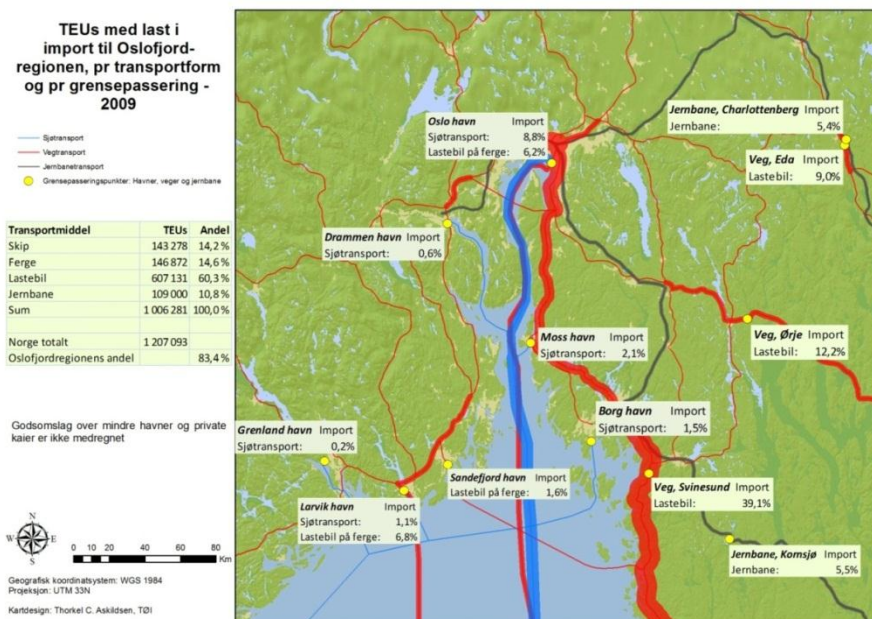 TEUs med last i
import til Oslofjord-
regionen, pr transportform
og pr grensepassering -
2009
Sjøtransport
Vegtransport
Jernbanetransport
Grensepasseringspunkter: Havner, veger og jernbane
Transportmiddel TEUs Andel
Skip 143 278 14,2 %
Ferge 146 872 14,6 %
Lastebil 607 131 60,3 %
Jernbane 109 000 10,8 %
Sum 1 006 281 100,0 %
Norge totalt 1 207 093
Oslofjordregionens andel 83,4 %
Godsomslag over mindre havner og private
kaier er ikke medregnet
N
W E
S
0 10 20 40 60 80
Km
Geografisk koordinatsystem: WGS 1984
Projeksjon: UTM 33N
Kartdesign: Thorkel C. Askildsen, TØI
Oslo havn Import
Sjøtransport: 8,8%
Lastebil på ferge: 6,2%
Jernbane, Charlottenberg Import
Jernbane: 5,4%
Veg, Eda Import
Lastebil: 9,0%
Drammen havn Import
Sjøtransport: 0,6%
Moss havn Import
Sjøtransport: 2,1%
Veg, Ørje Import
Lastebil: 12,2%
Borg havn Import
Sjøtransport: 1,5%
Grenland havn Import
Sjøtransport: 0,2%
Sandefjord havn Import
Lastebil på ferge: 1,6%
Veg, Svinesund Import
Lastebil: 39,1%
Larvik havn Import
Sjøtransport: 1,1%
Lastebil på ferge: 6,8%
Jernbane, Kornsjø Import
Jernbane: 5,5%